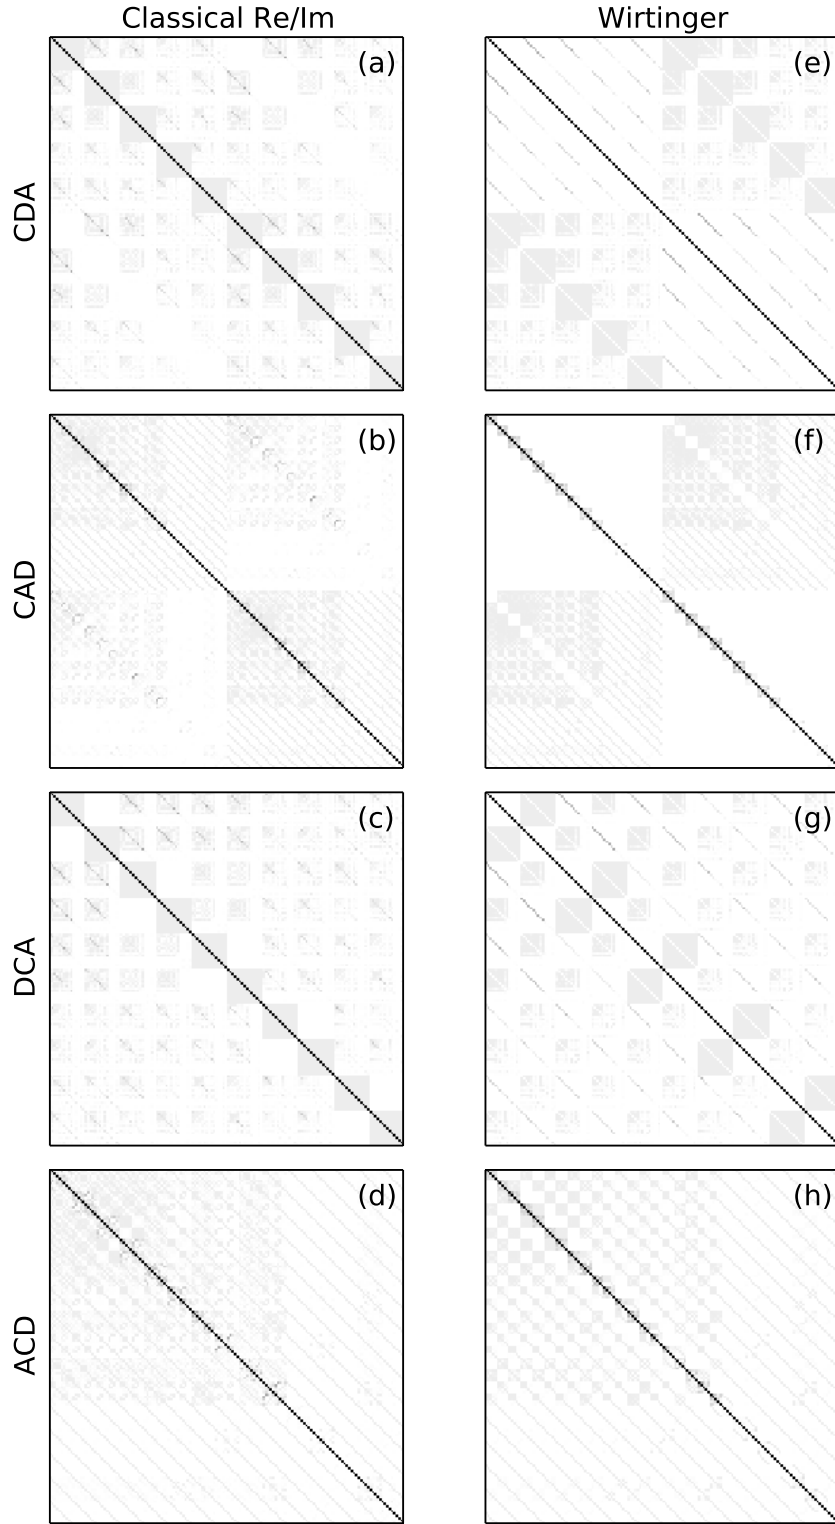 Classical Re/Im Wirtinger
CDA (a) (e)
CAD (b) (f)
DCA (c) (g)
ACD (d) (h)